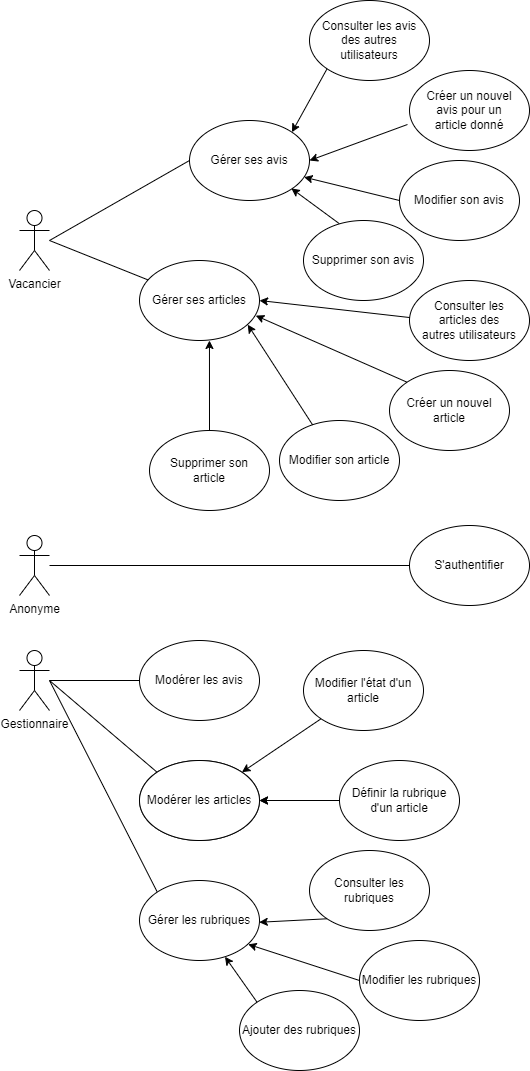 Consulter les avis
des autres
utilisateurs
Créer un nouvel
avis pour un
article donné
Gérer ses avis
Modifier son avis
Vacancier
Supprimer son avis
Gérer ses articles
Consulter les
articles des
autres utilisateurs
Créer un nouvel
article
Supprimer son
article
Modifier son article
Anonyme
S'authentifier
Gestionnaire
Modérer les avis
Modifier l'état d'un
article
Modérer les articles
Définir la rubrique
d'un article
Consulter les
rubriques
Gérer les rubriques
Modifier les rubriques
Ajouter des rubriques